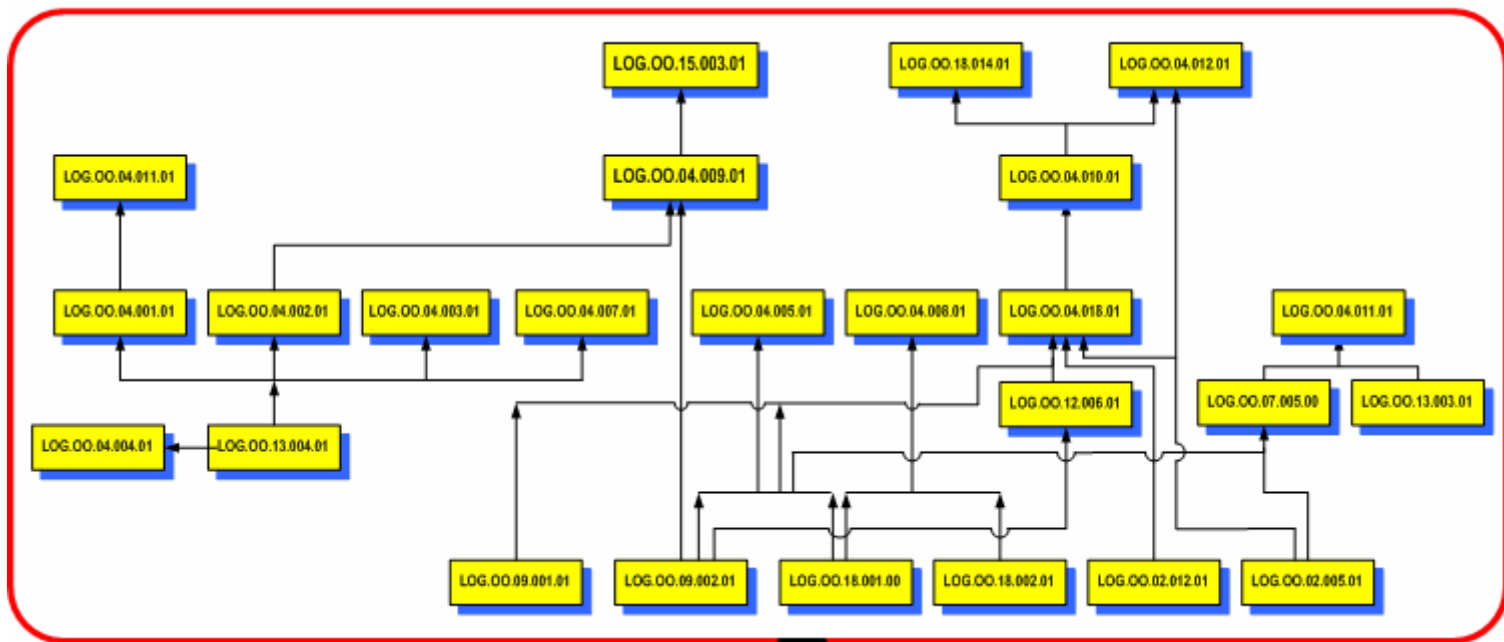 LOG.OO.15.003.01
LOG.OO.18.014.01
LOG.OO.04.012.01
LOG.OO.04.011.01
LOG.OO.04.009.01
LOG.OO.04.010.01
LOG.OO.04.001.01
LOG.OO.04.002.01
LOG.OO.04.003.01
LOG.OO.04.007.01
LOG.OO.04.005.01
LOG.OO.04.008.01
LOG.OO.04.018.01
LOG.OO.04.011.01
LOG.OO.12.006.01
LOG.OO.07.005.00
LOG.OO.13.003.01
LOG.OO.04.004.01
LOG.OO.13.004.01
LOG.OO.09.001.01
LOG.OO.09.002.01
LOG.OO.18.001.00
LOG.OO.18.002.01
LOG.OO.02.012.01
LOG.OO.02.005.01